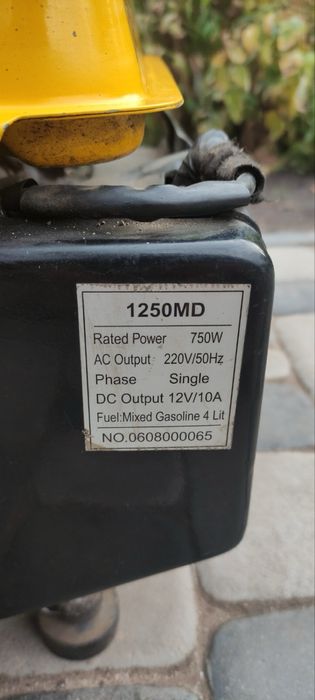 1250MD
Rated Power 750W
AC Output 220V/50Hz
Phase Single
DC Output 12V/10A
Fuel:Mixed Gasoline 4 Lit
NO.0608000065